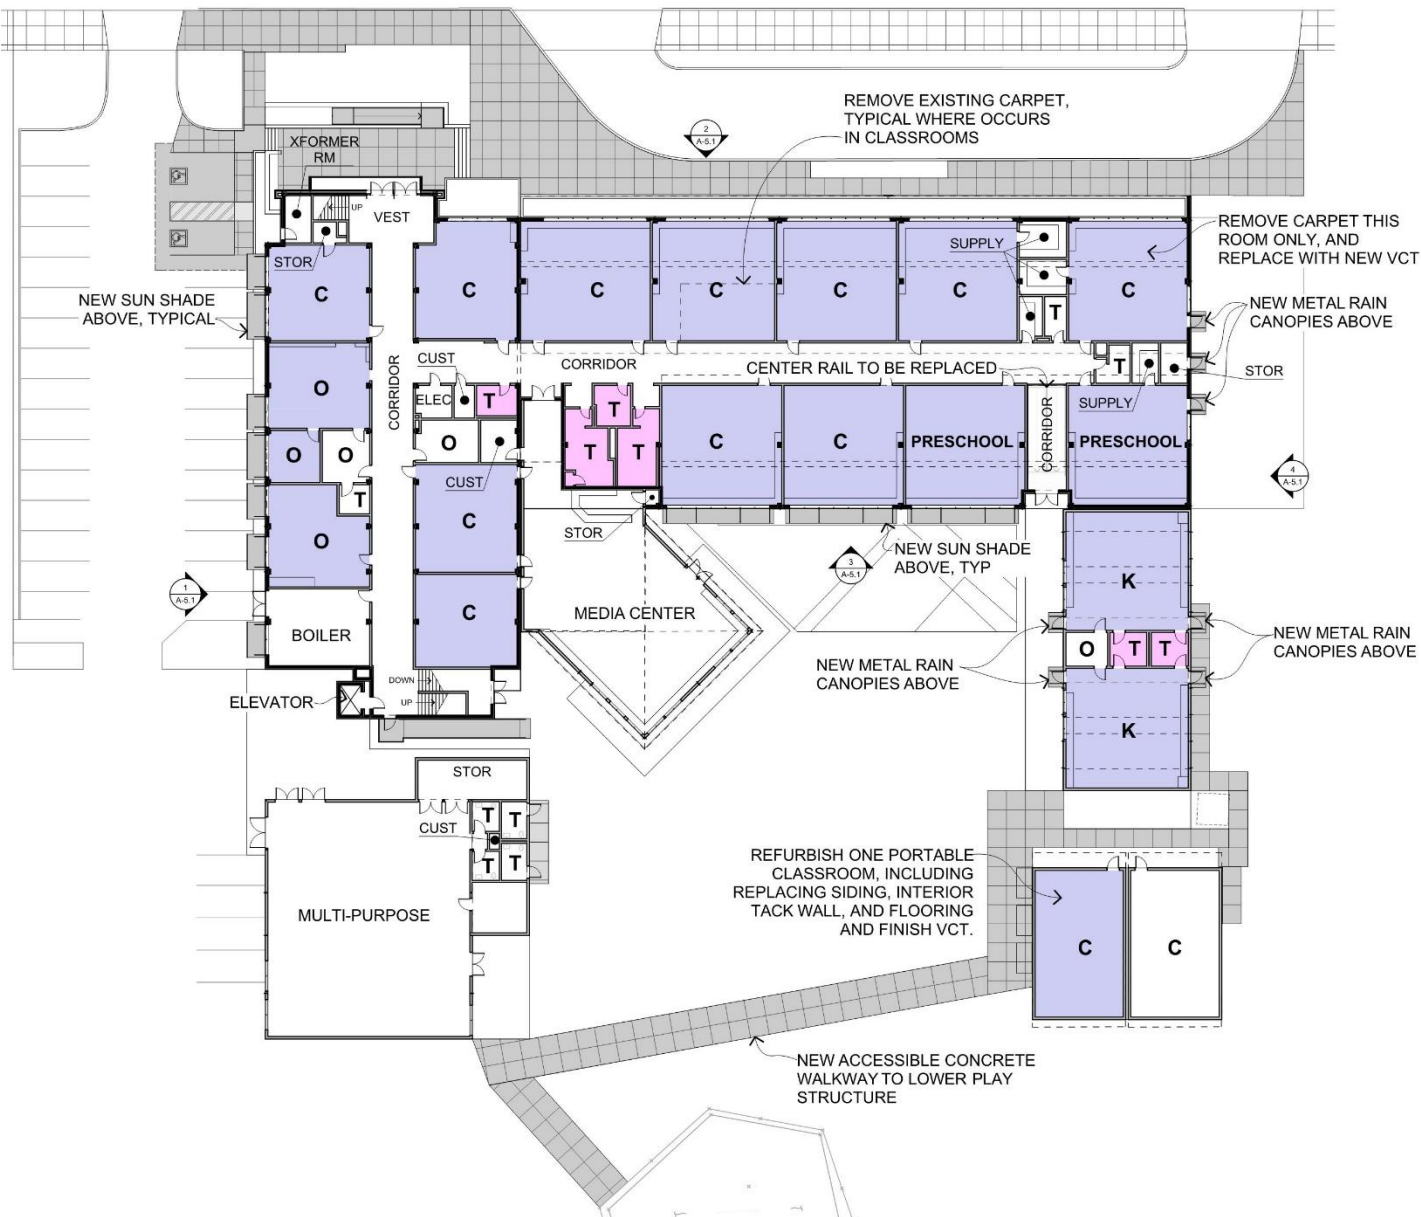 REMOVE EXISTING CARPET,
TYPICAL WHERE OCCURS
IN CLASSROOMS
2
A-5.1
XFORMER
RM
UP
VEST
STOR
SUPPLY
REMOVE CARPET THIS
ROOM ONLY, AND
REPLACE WITH NEW VCT
C
C
C
C
C
C
C
NEW SUN SHADE
ABOVE, TYPICAL
NEW METAL RAIN
CANOPIES ABOVE
T
CORRIDOR
CUST
CORRIDOR
CENTER RAIL TO BE REPLACED
T
STOR
O
ELEC
T
T
SUPPLY
CORRIDOR
O
O
O
T
T
C
C
PRESCHOOL
PRESCHOOL
T
CUST
4
A-5.1
STOR
O
C
NEW SUN SHADE
ABOVE, TYP
3
A-5.1
1
A-5.1
K
BOILER
C
MEDIA CENTER
NEW METAL RAIN
CANOPIES ABOVE
O
T
T
NEW METAL RAIN
CANOPIES ABOVE
DOWN
UP
ELEVATOR
K
STOR
CUST
T
T
T
T
REFURBISH ONE PORTABLE
CLASSROOM, INCLUDING
REPLACING SIDING, INTERIOR
TACK WALL, AND FLOORING
AND FINISH VCT.
MULTI-PURPOSE
C
C
NEW ACCESSIBLE CONCRETE
WALKWAY TO LOWER PLAY
STRUCTURE